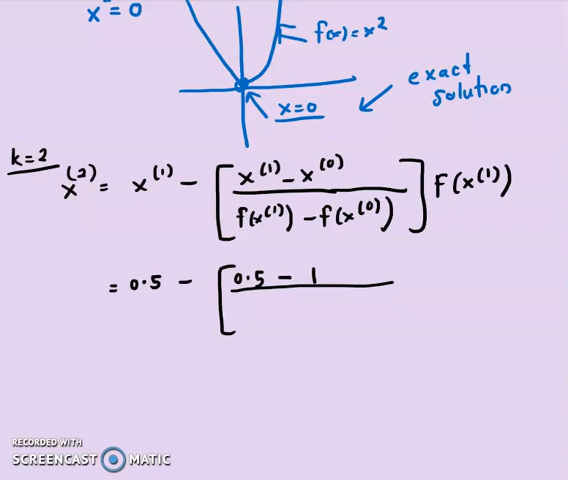 x² = 0
f(x) = x²
exact
solution
x=0
k=2
x⁽²⁾ = x⁽¹⁾ - [ (x⁽¹⁾ - x⁽⁰⁾) / (f(x⁽¹⁾) - f(x⁽⁰⁾)) ] F(x⁽¹⁾)
= 0.5 - [ 0.5 - 1
RECORDED WITH
SCREENCAST MATIC